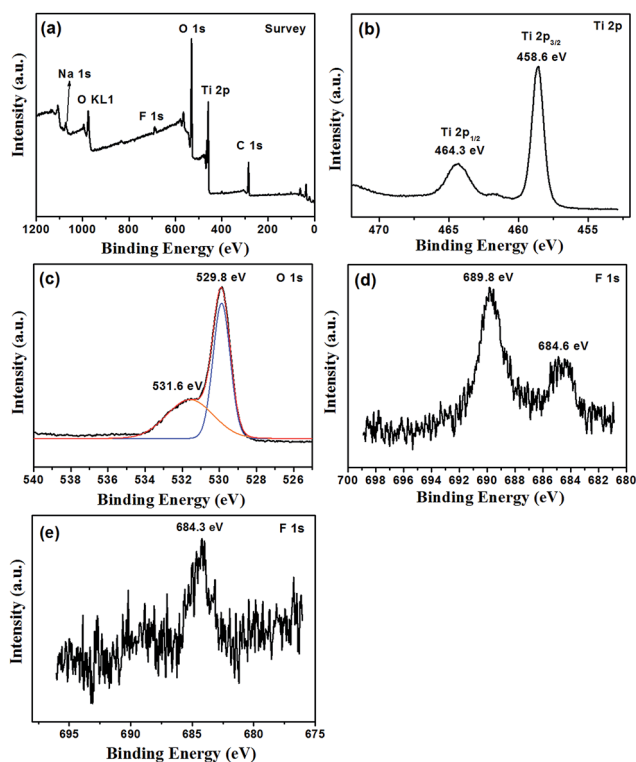 (a)
Survey
O 1s
Na 1s
O KL1
F 1s
Ti 2p
C 1s
Intensity (a.u.)
1200 1000 800 600 400 200 0
Binding Energy (eV)
(b)
Ti 2p
Ti 2p3/2
458.6 eV
Ti 2p1/2
464.3 eV
Intensity (a.u.)
470 465 460 455
Binding Energy (eV)
(c)
529.8 eV
O 1s
531.6 eV
Intensity (a.u.)
540 538 536 534 532 530 528 526
Binding Energy (eV)
(d)
F 1s
689.8 eV
684.6 eV
Intensity (a.u.)
700 698 696 694 692 690 688 686 684 682 680
Binding Energy (eV)
(e)
684.3 eV
F 1s
Intensity (a.u.)
695 690 685 680 675
Binding Energy (eV)